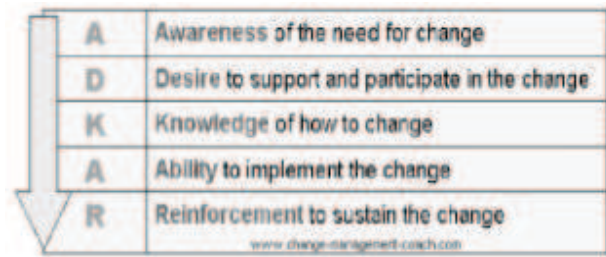 A Awareness of the need for change
D Desire to support and participate in the change
K Knowledge of how to change
A Ability to implement the change
R Reinforcement to sustain the change
www.change-management-coach.com